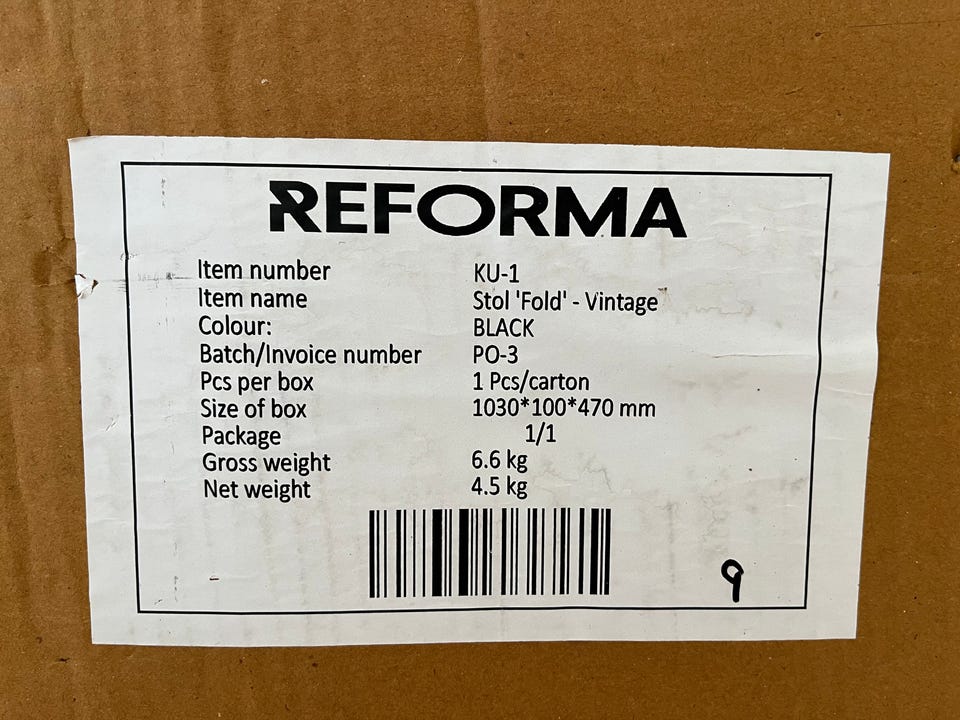 REFORMA
Item number KU-1
Item name Stol 'Fold' - Vintage
Colour: BLACK
Batch/Invoice number PO-3
Pcs per box 1 Pcs/carton
Size of box 1030*100*470 mm
Package 1/1
Gross weight 6.6 kg
Net weight 4.5 kg
9